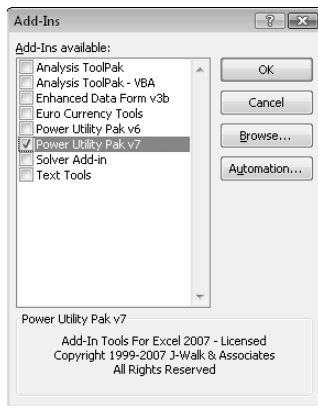 Add-Ins
Add-Ins available:
Analysis ToolPak
Analysis ToolPak - VBA
Enhanced Data Form v3b
Euro Currency Tools
Power Utility Pak v6
Power Utility Pak v7
Solver Add-in
Text Tools
OK
Cancel
Browse...
Automation...
Power Utility Pak v7
Add-In Tools For Excel 2007 - Licensed
Copyright 1999-2007 J-Walk & Associates
All Rights Reserved